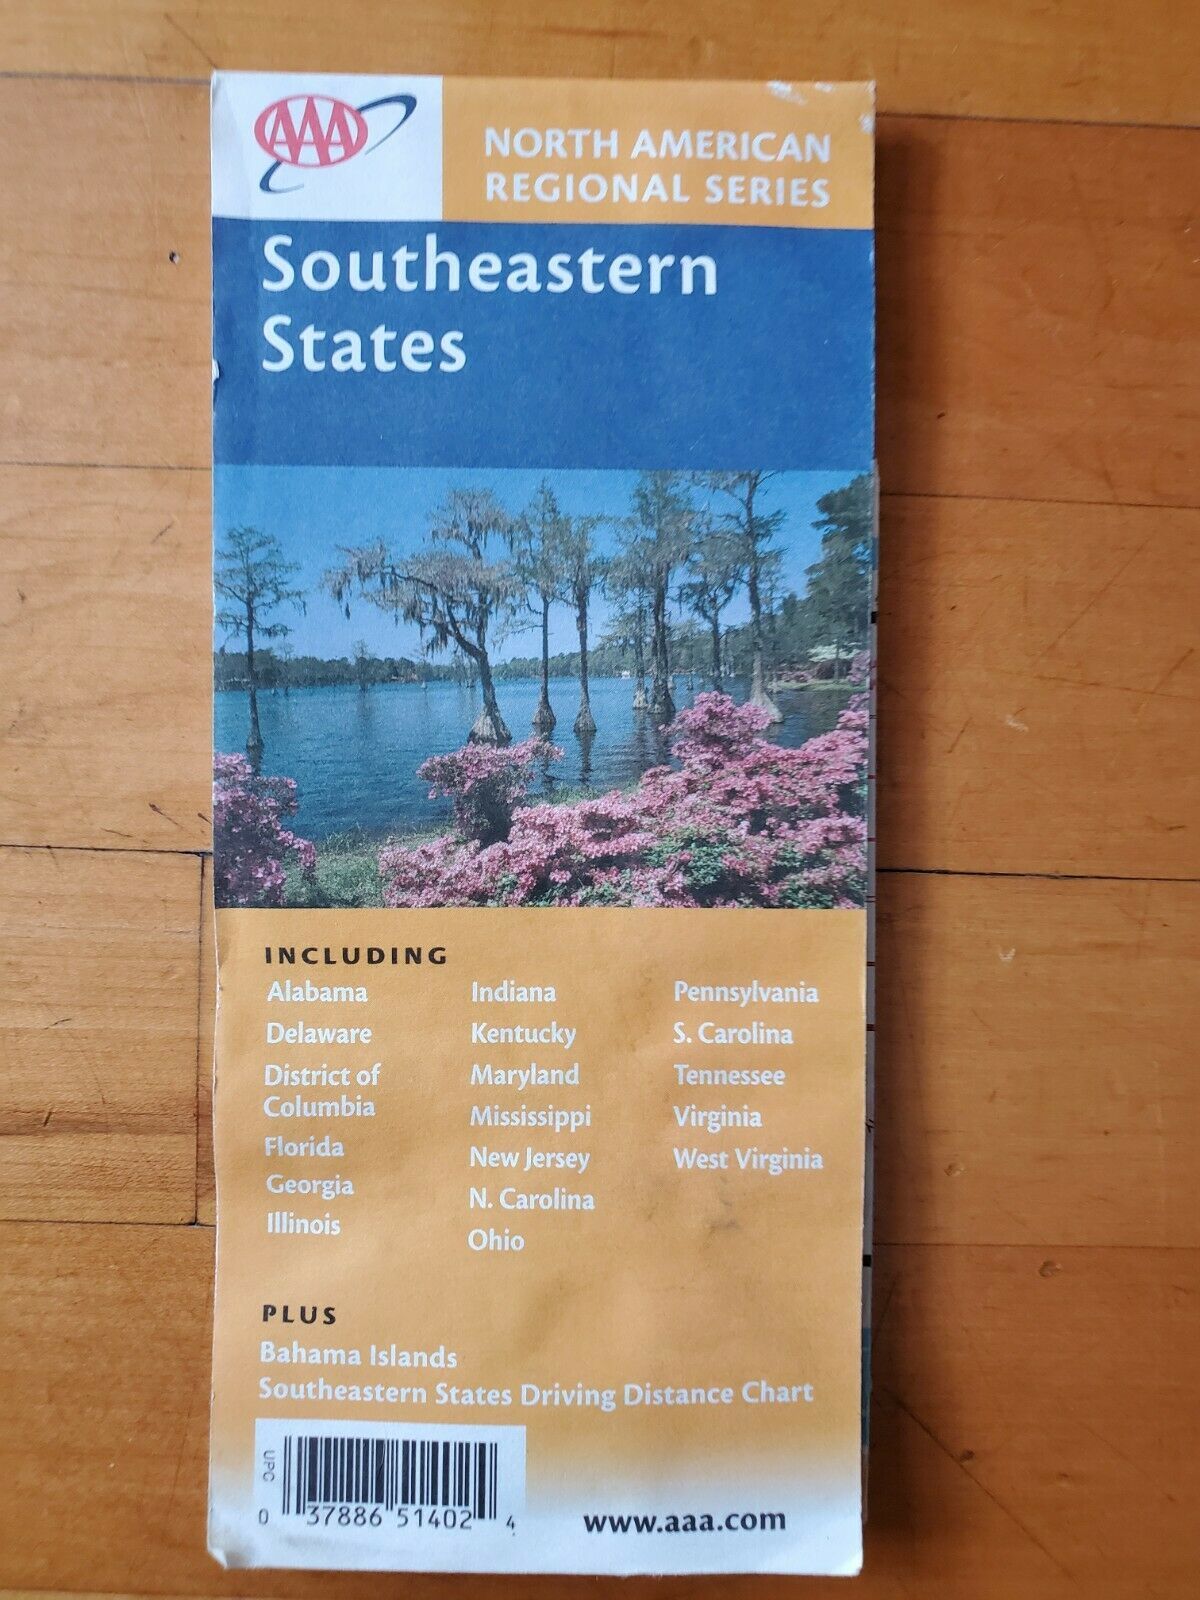 AAA
NORTH AMERICAN
REGIONAL SERIES
Southeastern
States
INCLUDING
Alabama
Delaware
District of
Columbia
Florida
Georgia
Illinois
Indiana
Kentucky
Maryland
Mississippi
New Jersey
N. Carolina
Ohio
Pennsylvania
S. Carolina
Tennessee
Virginia
West Virginia
PLUS
Bahama Islands
Southeastern States Driving Distance Chart
UPC
0 37886 51402 4
www.aaa.com